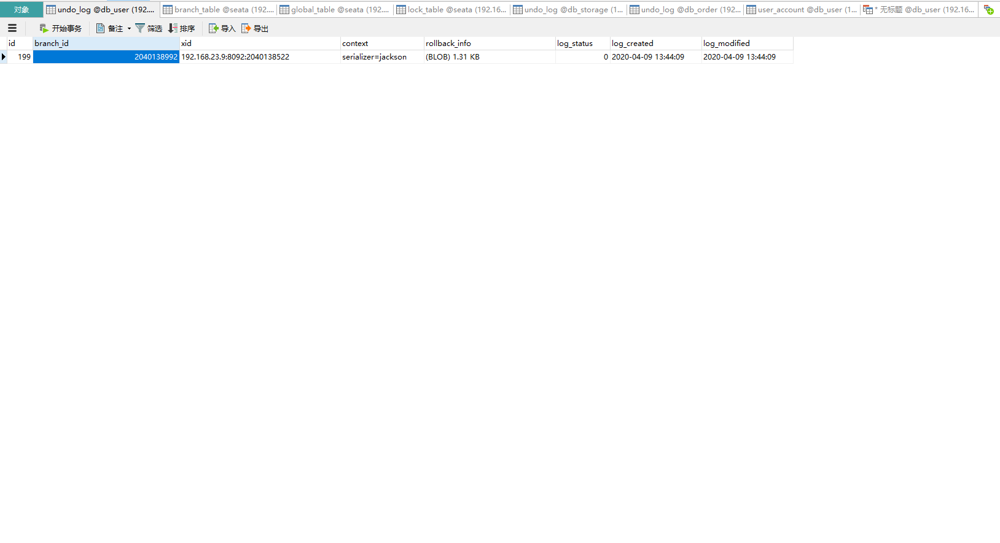 对象 undo_log @db_user (192.... branch_table @seata (192.... global_table @seata (192.... lock_table @seata (192.16... undo_log @db_storage (1... undo_log @db_order (192... user_account @db_user (1... * 无标题 @db_user (192.16...
开始事务 备注 筛选 排序 导入 导出
id branch_id xid context rollback_info log_status log_created log_modified
199 2040138992 192.168.23.9:8092:2040138522 serializer=jackson (BLOB) 1.31 KB 0 2020-04-09 13:44:09 2020-04-09 13:44:09